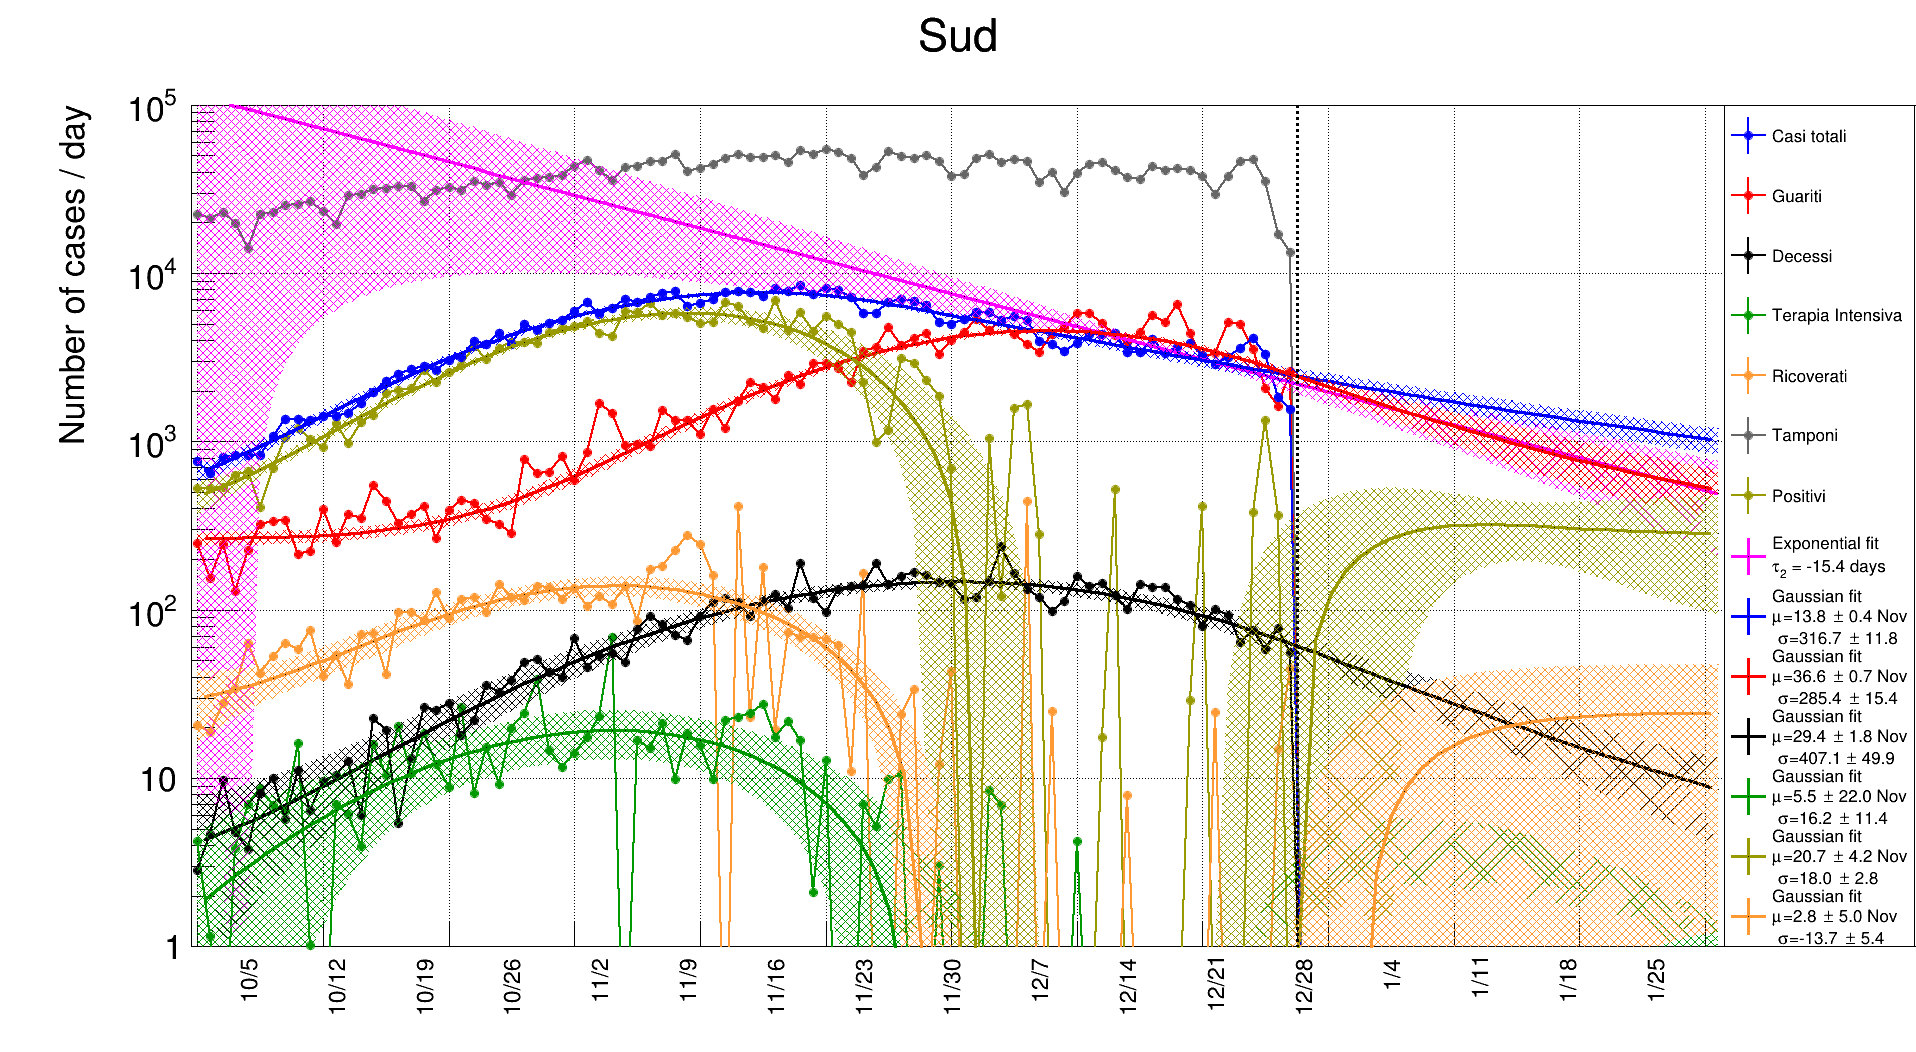 Sud
Number of cases / day
10^5
10^4
10^3
10^2
10
1
10/5
10/12
10/19
10/26
11/2
11/9
11/16
11/23
11/30
12/7
12/14
12/21
12/28
1/4
1/11
1/18
1/25
Casi totali
Guariti
Decessi
Terapia Intensiva
Ricoverati
Tamponi
Positivi
Exponential fit
τ₂ = -15.4 days
Gaussian fit
μ=13.8 ± 0.4 Nov
σ=316.7 ± 11.8
Gaussian fit
μ=36.6 ± 0.7 Nov
σ=285.4 ± 15.4
Gaussian fit
μ=29.4 ± 1.8 Nov
σ=407.1 ± 49.9
Gaussian fit
μ=5.5 ± 22.0 Nov
σ=16.2 ± 11.4
Gaussian fit
μ=20.7 ± 4.2 Nov
σ=18.0 ± 2.8
Gaussian fit
μ=2.8 ± 5.0 Nov
σ=-13.7 ± 5.4